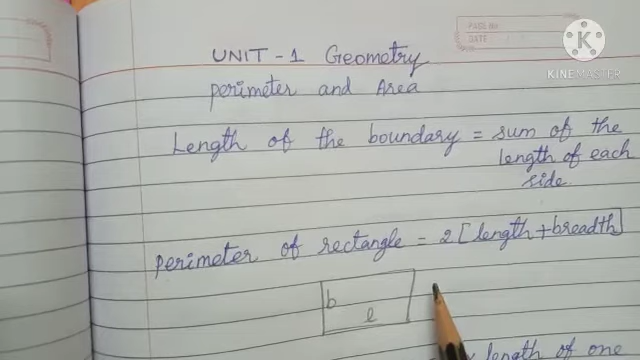 PAGE No.
DATE
KINEMASTER
UNIT - 1 Geometry
perimeter and Area
Length of the boundary = sum of the
length of each
side.
Perimeter of rectangle = 2 [length + breadth]
b
l
length of one